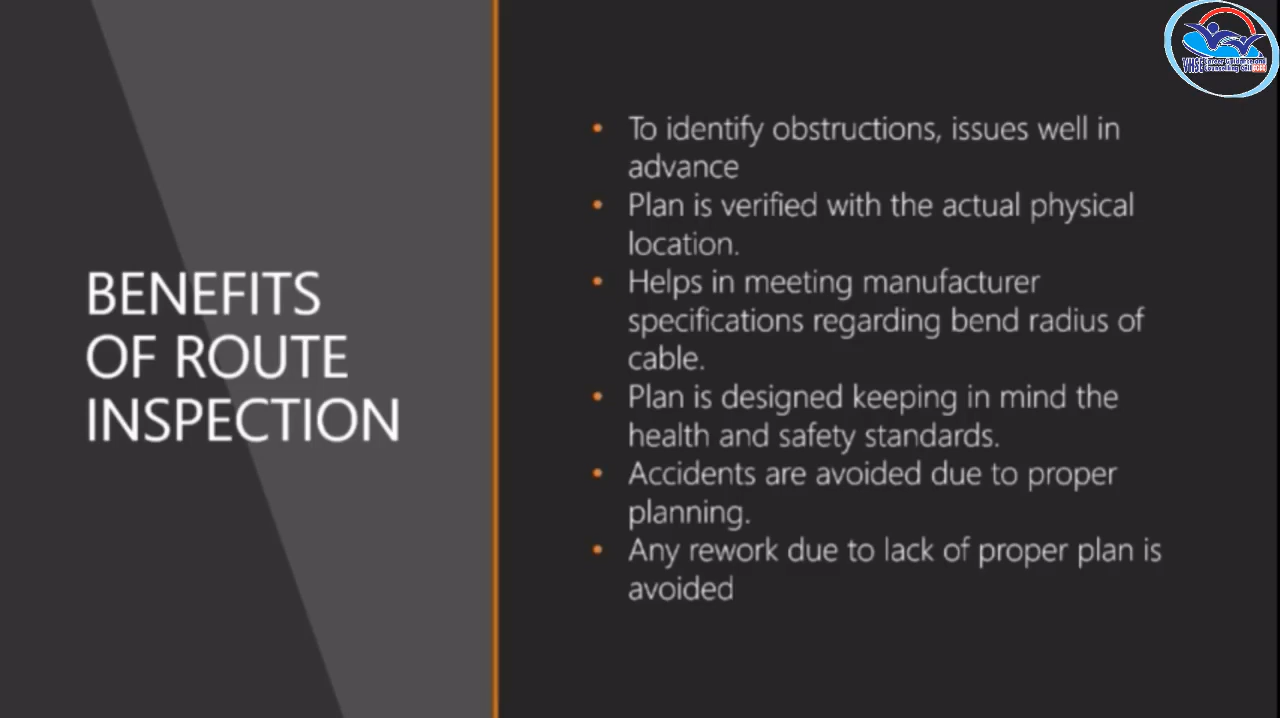 BENEFITS
OF ROUTE
INSPECTION
• To identify obstructions, issues well in
advance
• Plan is verified with the actual physical
location.
• Helps in meeting manufacturer
specifications regarding bend radius of
cable.
• Plan is designed keeping in mind the
health and safety standards.
• Accidents are avoided due to proper
planning.
• Any rework due to lack of proper plan is
avoided
VHSE